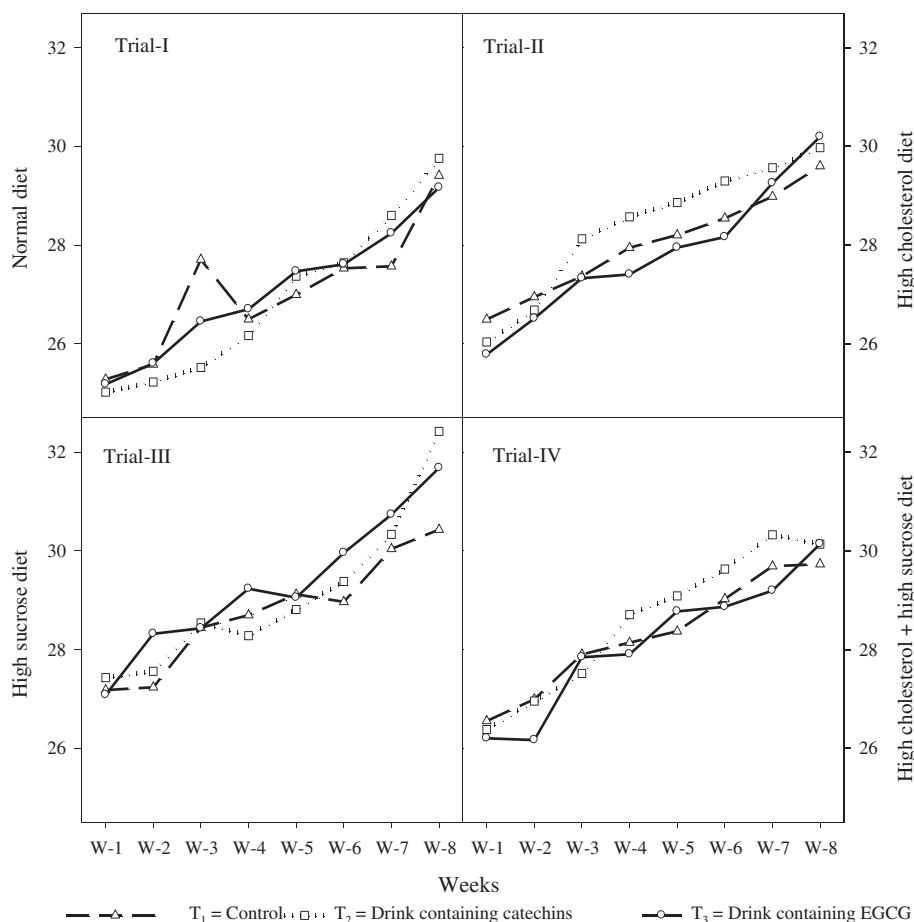 Trial-I
Trial-II
32
30
28
26
Normal diet
32
30
28
26
High cholesterol diet
Trial-III
Trial-IV
32
30
28
26
High sucrose diet
32
30
28
26
High cholesterol + high sucrose diet
W-1 W-2 W-3 W-4 W-5 W-6 W-7 W-8
W-1 W-2 W-3 W-4 W-5 W-6 W-7 W-8
Weeks
T1 = Control
T2 = Drink containing catechins
T3 = Drink containing EGCG